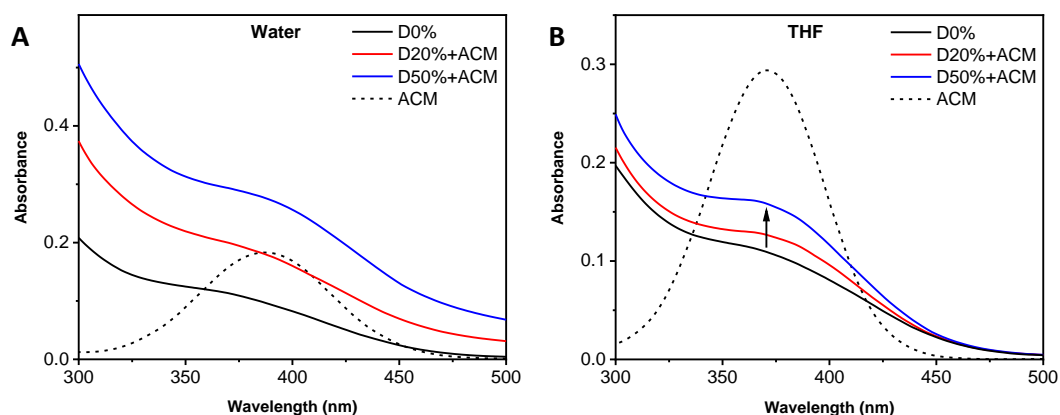 A
Water
D0%
D20%+ACM
D50%+ACM
ACM
Absorbance
0.4
0.2
0.0
300 350 400 450 500
Wavelength (nm)
B
THF
D0%
D20%+ACM
D50%+ACM
ACM
Absorbance
0.3
0.2
0.1
0.0
300 350 400 450 500
Wavelength (nm)